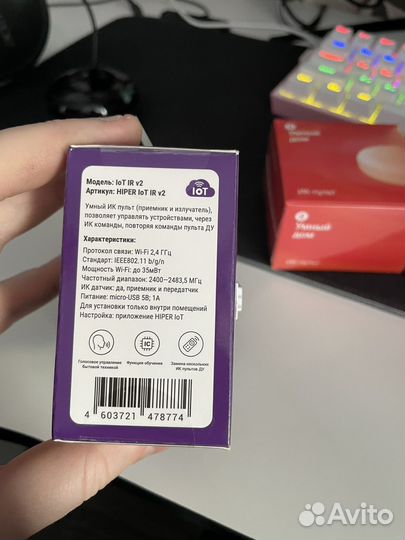 Модель: IoT IR v2
Артикул: HIPER IoT IR v2
IoT
Умный ИК пульт (приемник и излучатель),
позволяет управлять устройствами, через
ИК команды, повторяя команды пульта ДУ
Характеристики:
Протокол связи: Wi-Fi 2,4 ГГц
Стандарт: IEEE802.11 b/g/n
Мощность Wi-Fi: до 35мВт
Частотный диапазон: 2400–2483,5 МГц
ИК датчик: да, приемник и передатчик
Питание: micro-USB 5В; 1А
Для установки только внутри помещений
Настройка: приложение HIPER IoT
IC
Голосовое управление
бытовой техникой
Функция обучения
Замена нескольких
ИК пультов ДУ
4 603721 478774
Умный
дом
Умный
дом
Avito